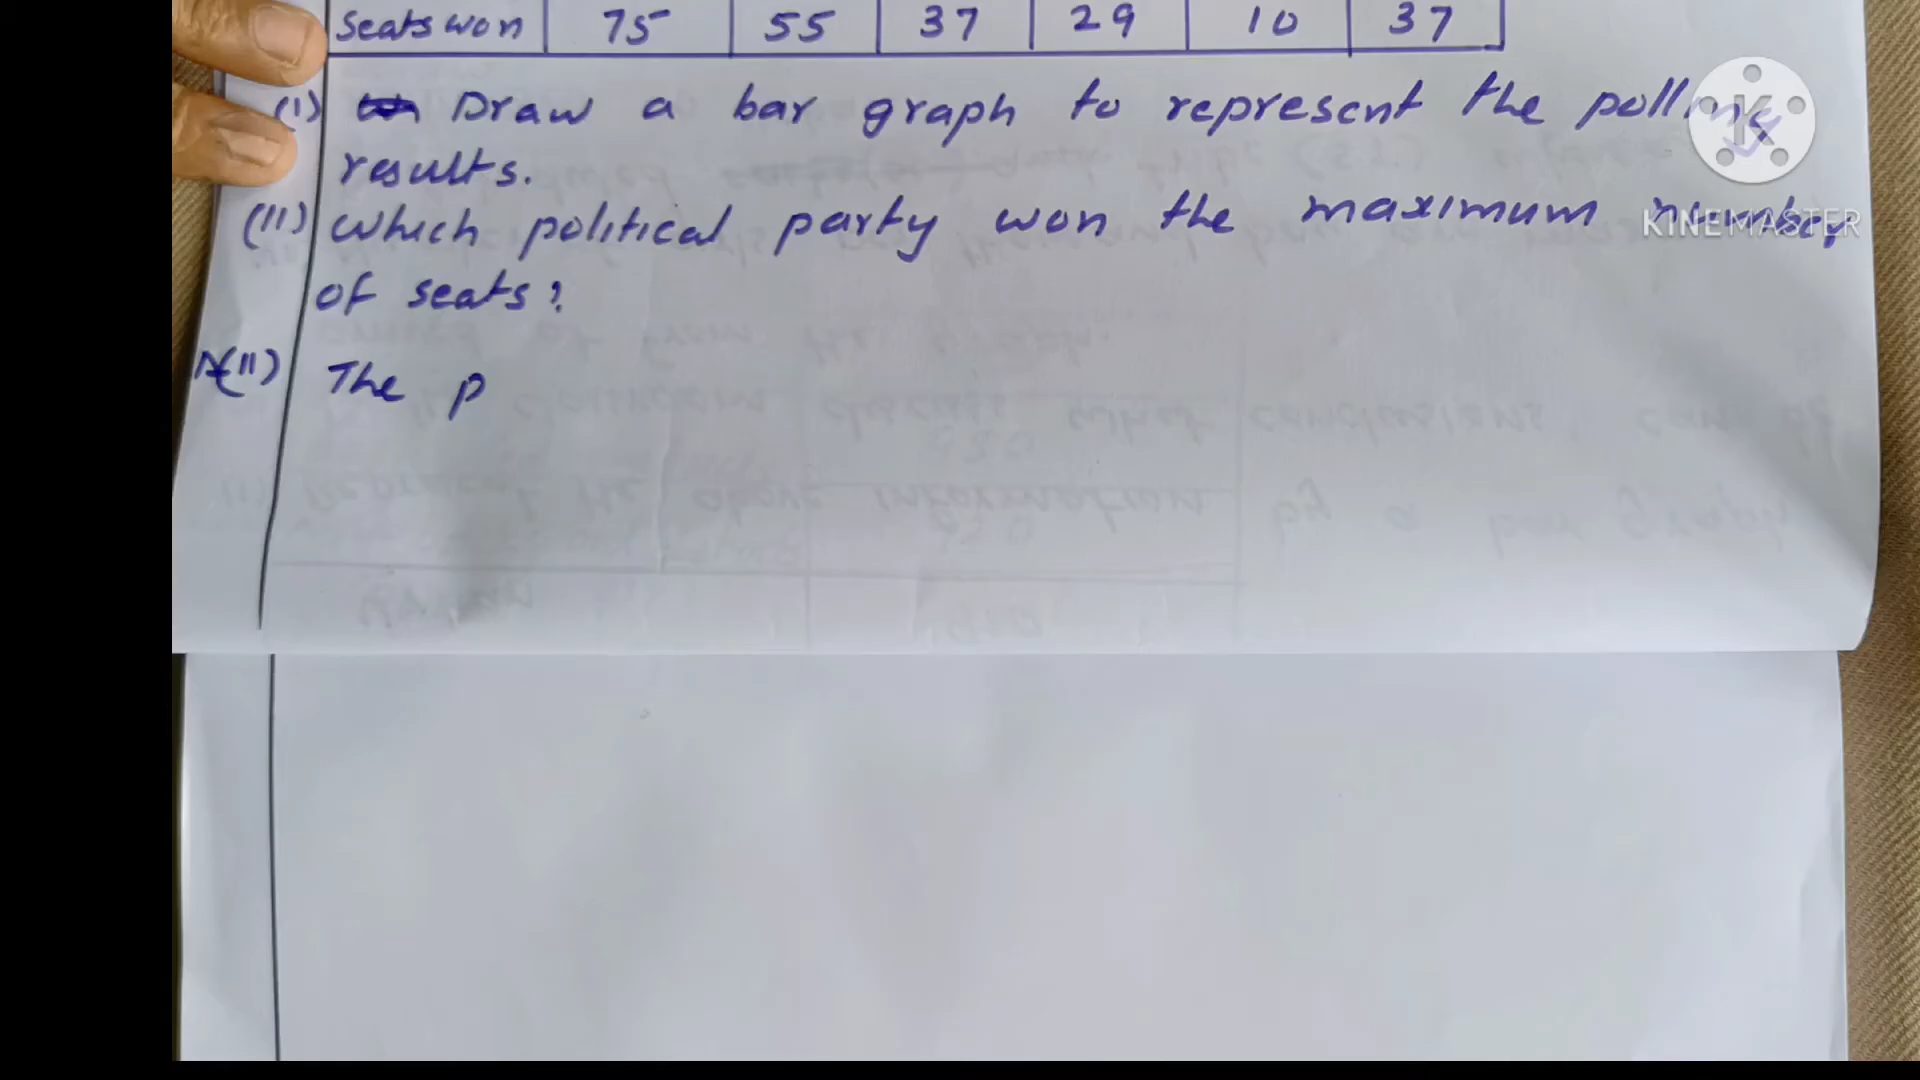 Seats won 75 55 37 29 10 37
(i) Draw a bar graph to represent the polling
results.
(ii) Which political party won the maximum number
of seats?
A(ii) The p
KINEMASTER